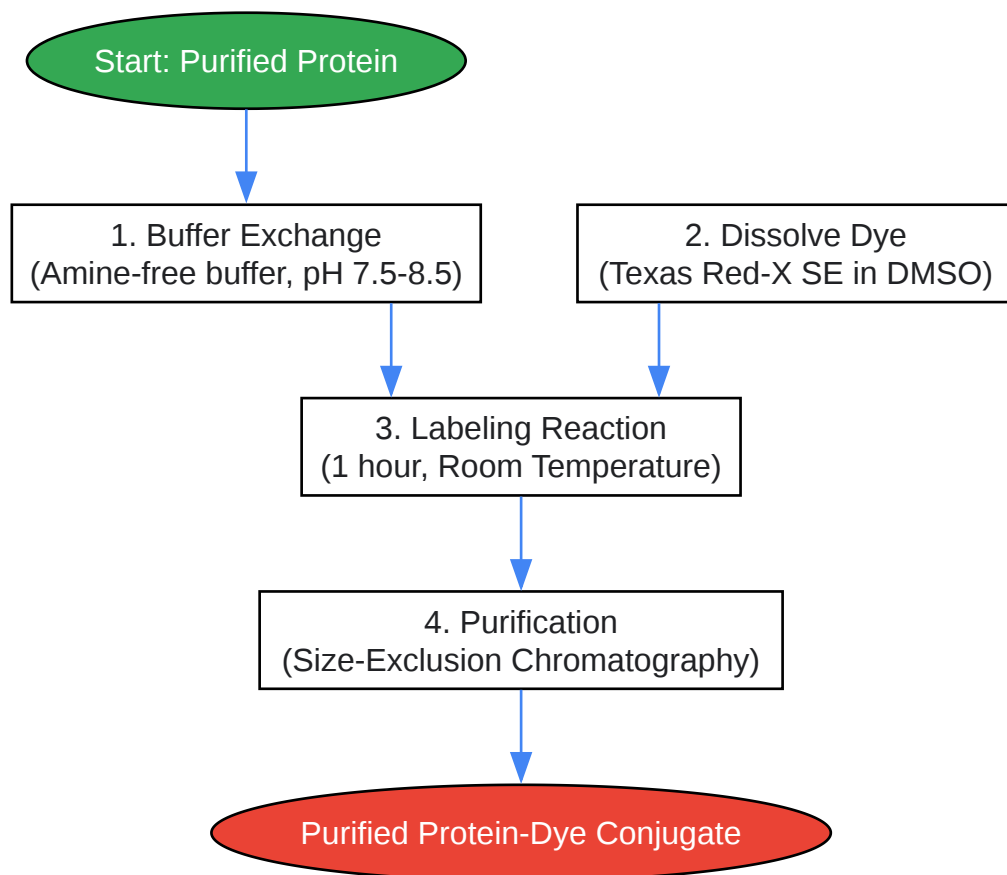 Start: Purified Protein
1. Buffer Exchange
(Amine-free buffer, pH 7.5-8.5)
2. Dissolve Dye
(Texas Red-X SE in DMSO)
3. Labeling Reaction
(1 hour, Room Temperature)
4. Purification
(Size-Exclusion Chromatography)
Purified Protein-Dye Conjugate